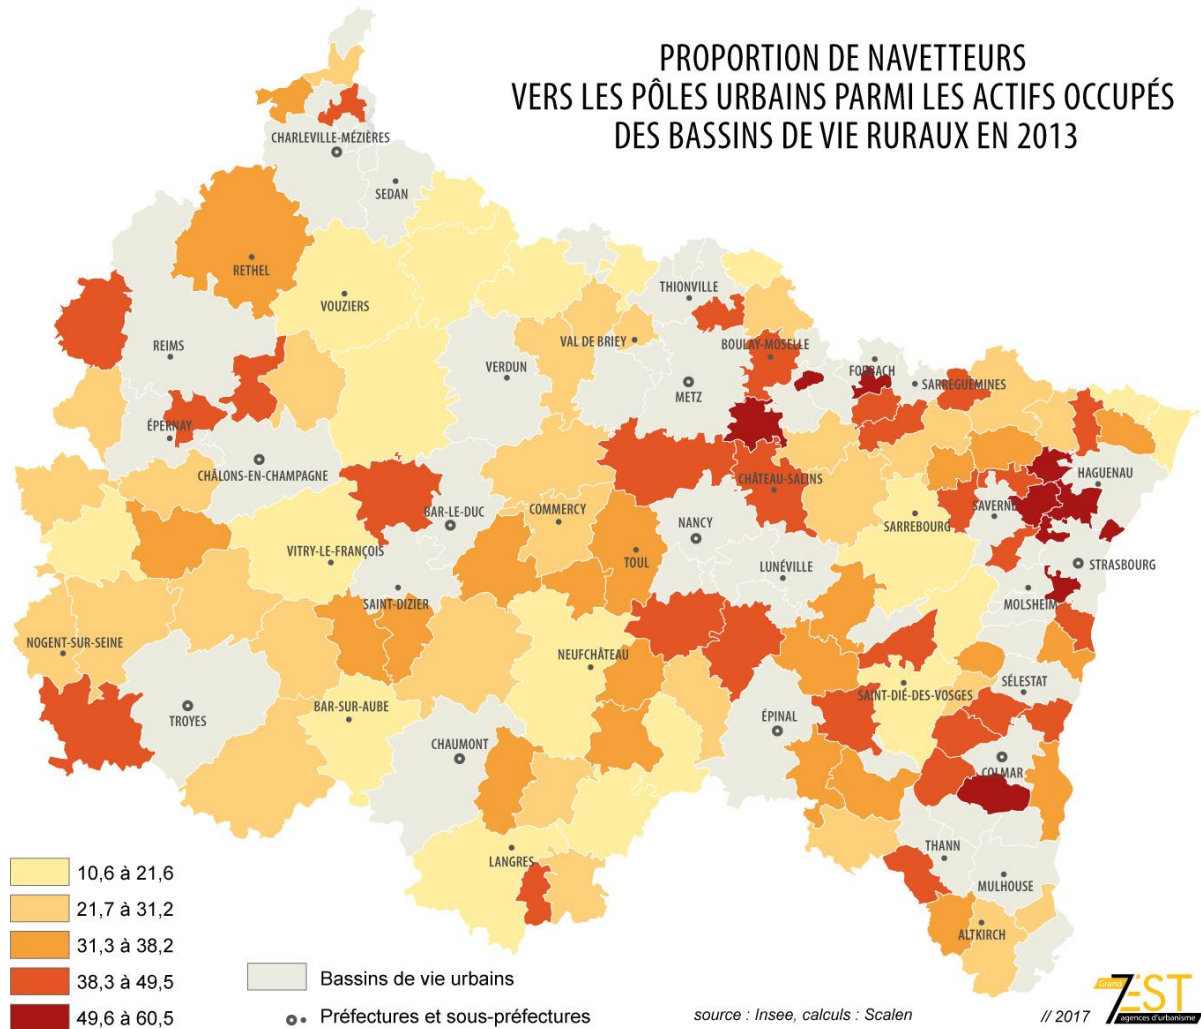 PROPORTION DE NAVETTEURS
VERS LES PÔLES URBAINS PARMI LES ACTIFS OCCUPÉS
DES BASSINS DE VIE RURAUX EN 2013
CHARLEVILLE-MÉZIÈRES
SEDAN
RETHEL
VOUZIERS
THIONVILLE
REIMS
VERDUN
VAL DE BRIEY
BOULAY-MOSELLE
FORBACH
METZ
SARREGUEMINES
ÉPERNAY
CHÂLONS-EN-CHAMPAGNE
CHÂTEAU-SALINS
HAGUENAU
BAR-LE-DUC
COMMERCY
SAVERNE
SARREBOURG
NANCY
VITRY-LE-FRANÇOIS
TOUL
LUNÉVILLE
STRASBOURG
SAINT-DIZIER
MOLSHEIM
NOGENT-SUR-SEINE
NEUFCHÂTEAU
SÉLESTAT
SAINT-DIÉ-DES-VOSGES
TROYES
BAR-SUR-AUBE
ÉPINAL
CHAUMONT
COLMAR
LANGRES
THANN
MULHOUSE
ALTKIRCH
10,6 à 21,6
21,7 à 31,2
31,3 à 38,2
38,3 à 49,5
49,6 à 60,5
Bassins de vie urbains
Préfectures et sous-préfectures
source : Insee, calculs : Scalen
// 2017
Grand
7EST
agences d'urbanisme